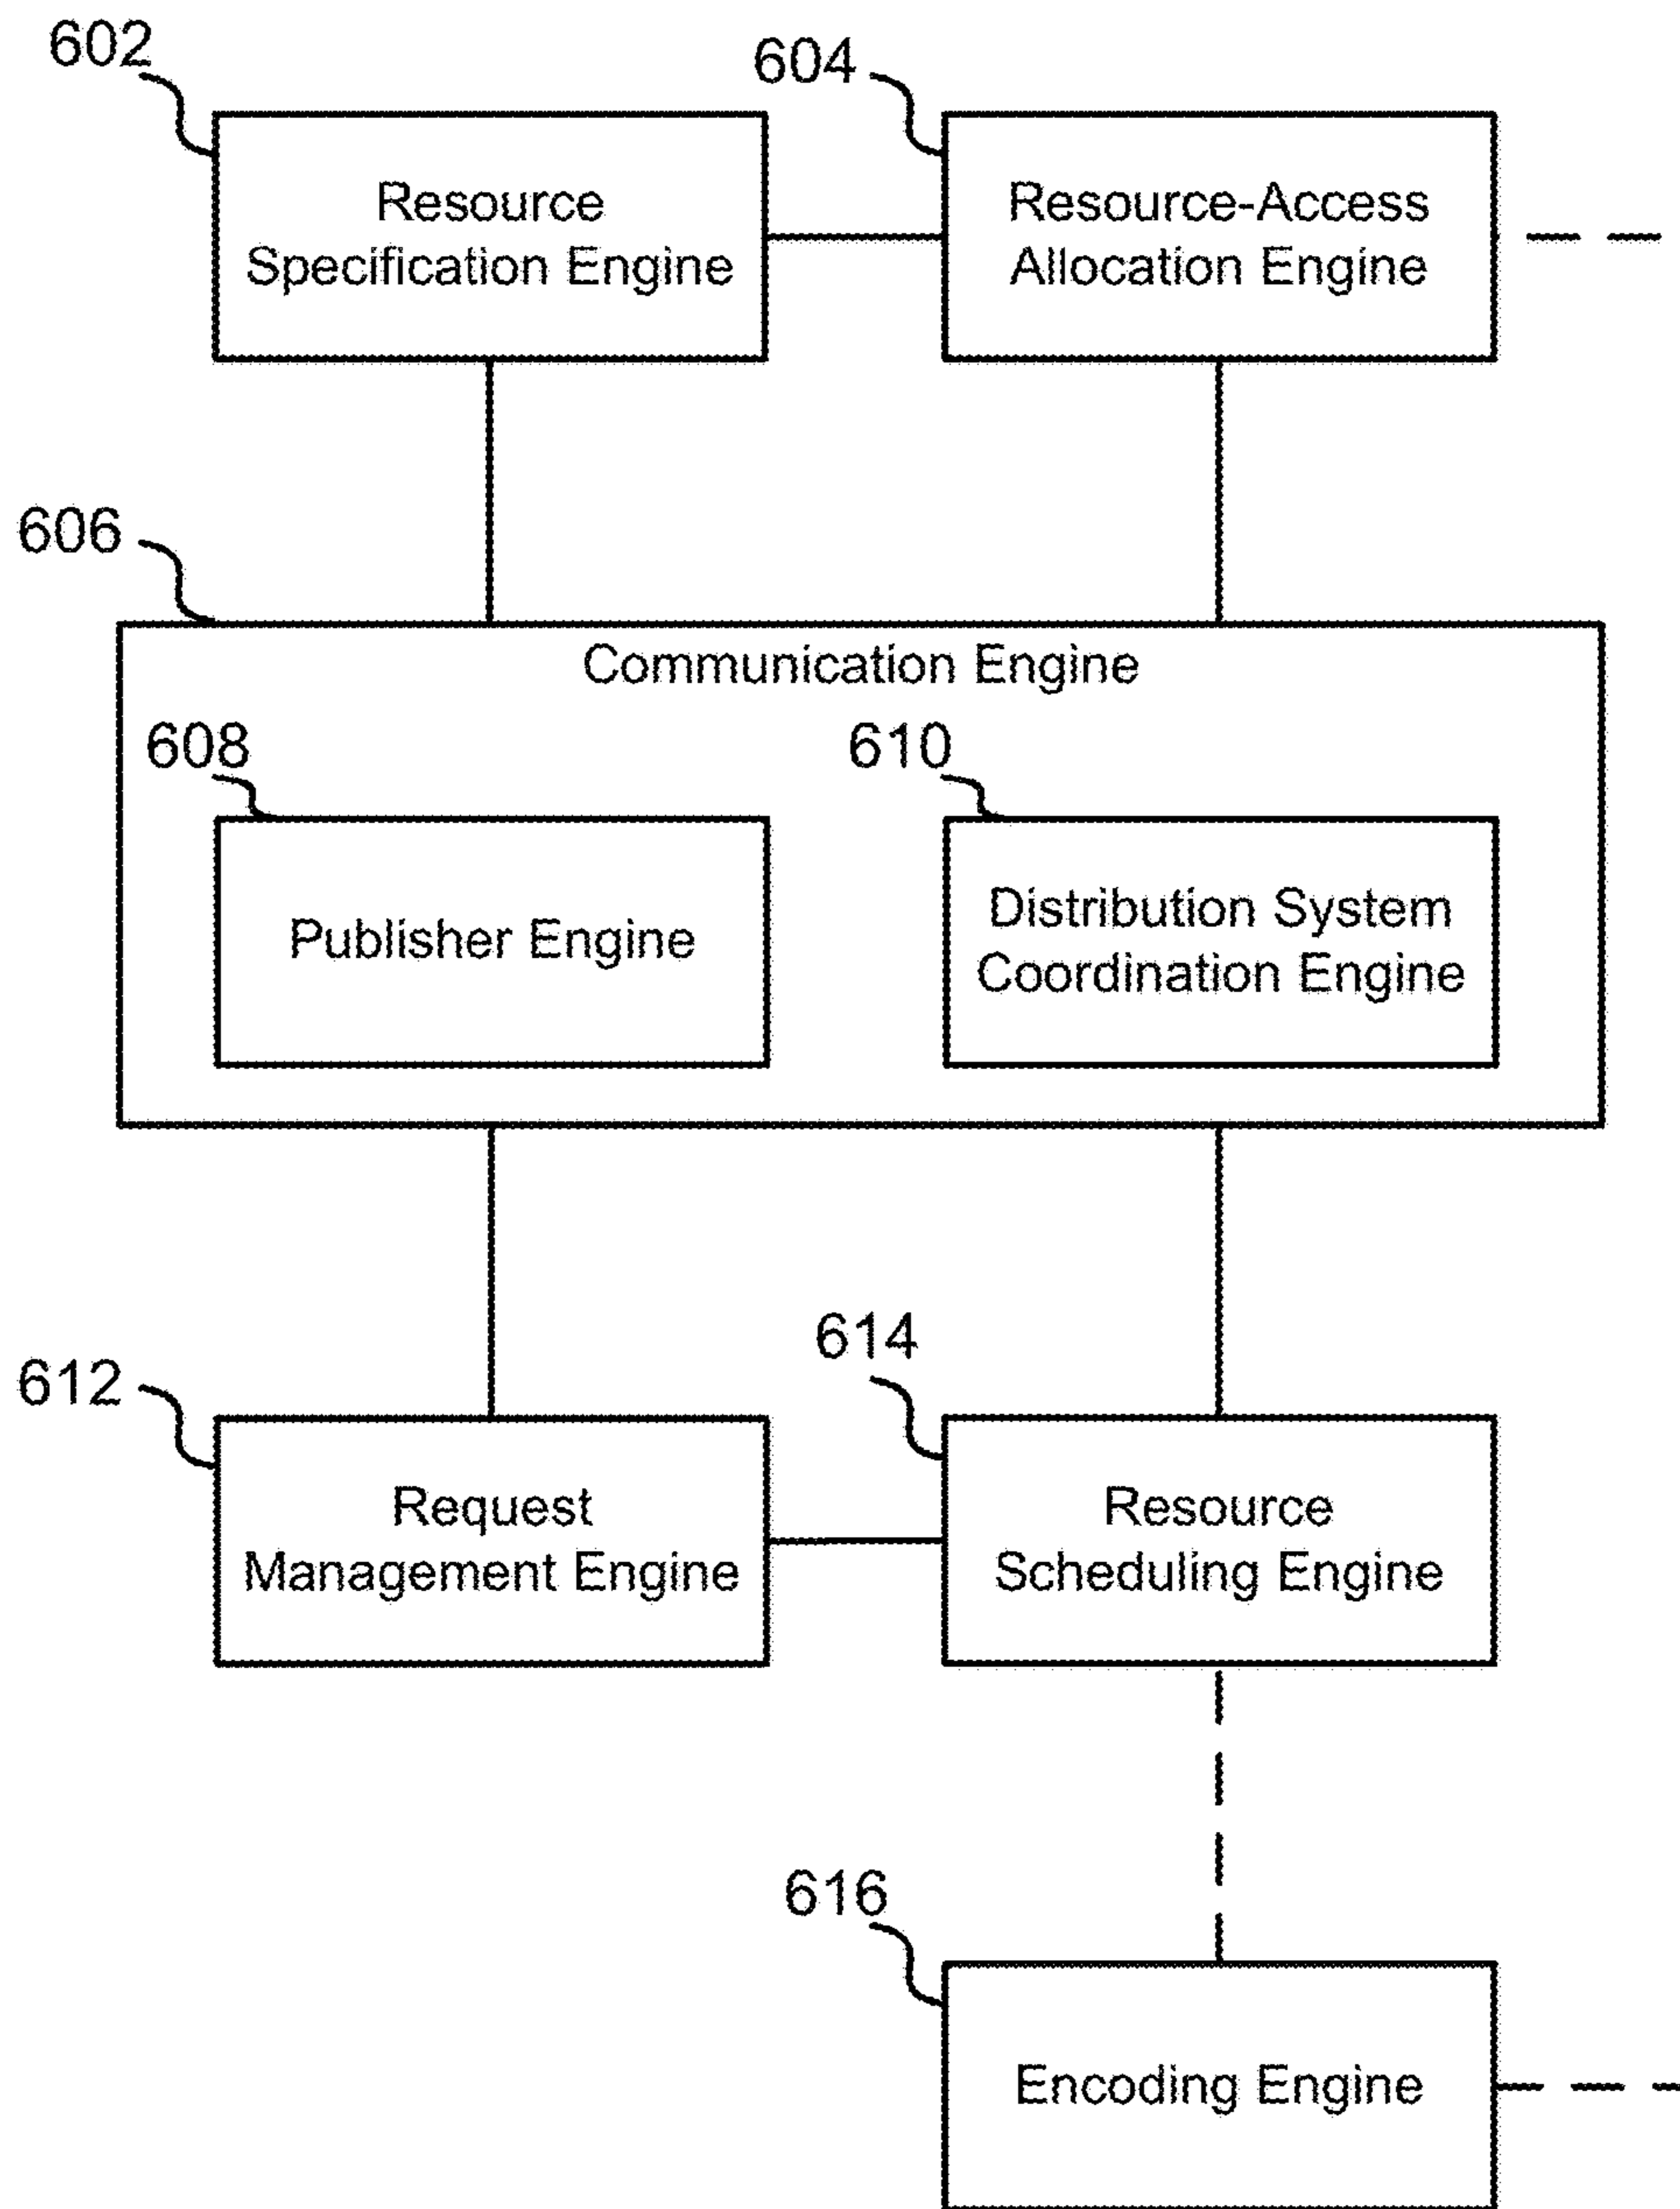 602
604
Resource
Specification Engine
Resource-Access
Allocation Engine
606
Communication Engine
608
610
Publisher Engine
Distribution System
Coordination Engine
612
614
Request
Management Engine
Resource
Scheduling Engine
616
Encoding Engine